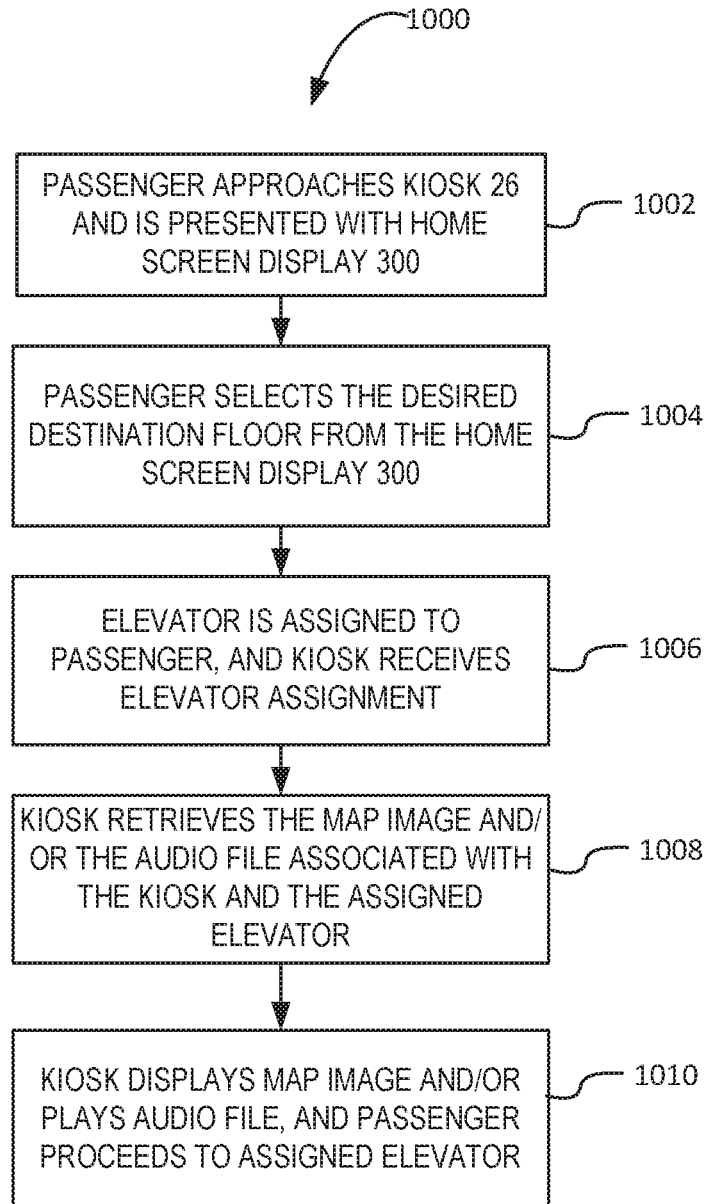 1000
PASSENGER APPROACHES KIOSK 26
AND IS PRESENTED WITH HOME
SCREEN DISPLAY 300
1002
PASSENGER SELECTS THE DESIRED
DESTINATION FLOOR FROM THE HOME
SCREEN DISPLAY 300
1004
ELEVATOR IS ASSIGNED TO
PASSENGER, AND KIOSK RECEIVES
ELEVATOR ASSIGNMENT
1006
KIOSK RETRIEVES THE MAP IMAGE AND/
OR THE AUDIO FILE ASSOCIATED WITH
THE KIOSK AND THE ASSIGNED
ELEVATOR
1008
KIOSK DISPLAYS MAP IMAGE AND/OR
PLAYS AUDIO FILE, AND PASSENGER
PROCEEDS TO ASSIGNED ELEVATOR
1010